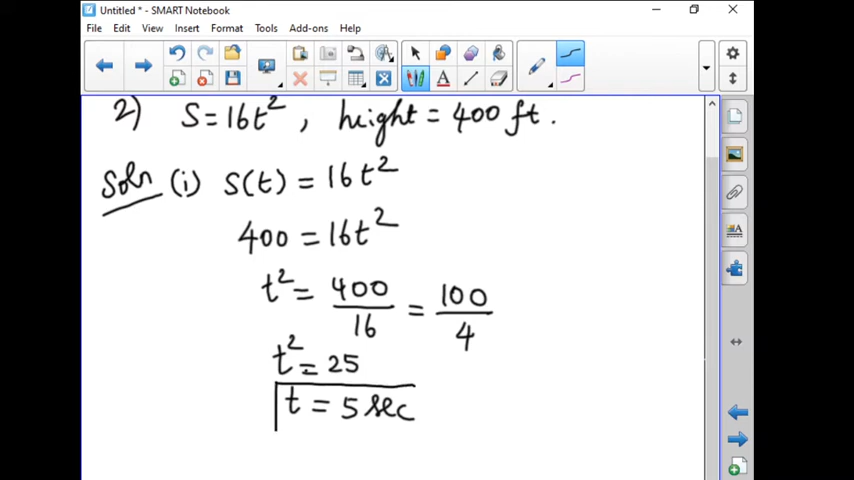 Untitled * - SMART Notebook
File Edit View Insert Format Tools Add-ons Help
2) S=16t², height = 400 ft.
Soln (i) S(t) = 16t²
400 = 16t²
t² = 400/16 = 100/4
t² = 25
t = 5 sec